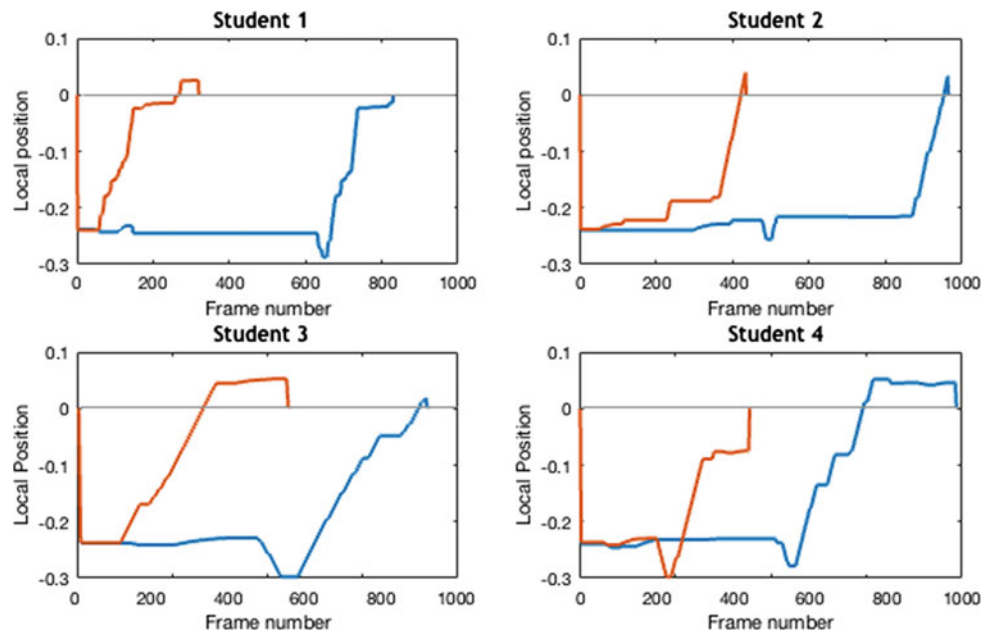 Student 1
0.1
0
-0.1
-0.2
-0.3
Local position
0 200 400 600 800 1000
Frame number
Student 2
0.1
0
-0.1
-0.2
-0.3
Local position
0 200 400 600 800 1000
Frame number
Student 3
0.1
0
-0.1
-0.2
-0.3
Local Position
0 200 400 600 800 1000
Frame number
Student 4
0.1
0
-0.1
-0.2
-0.3
Local Position
0 200 400 600 800 1000
Frame number